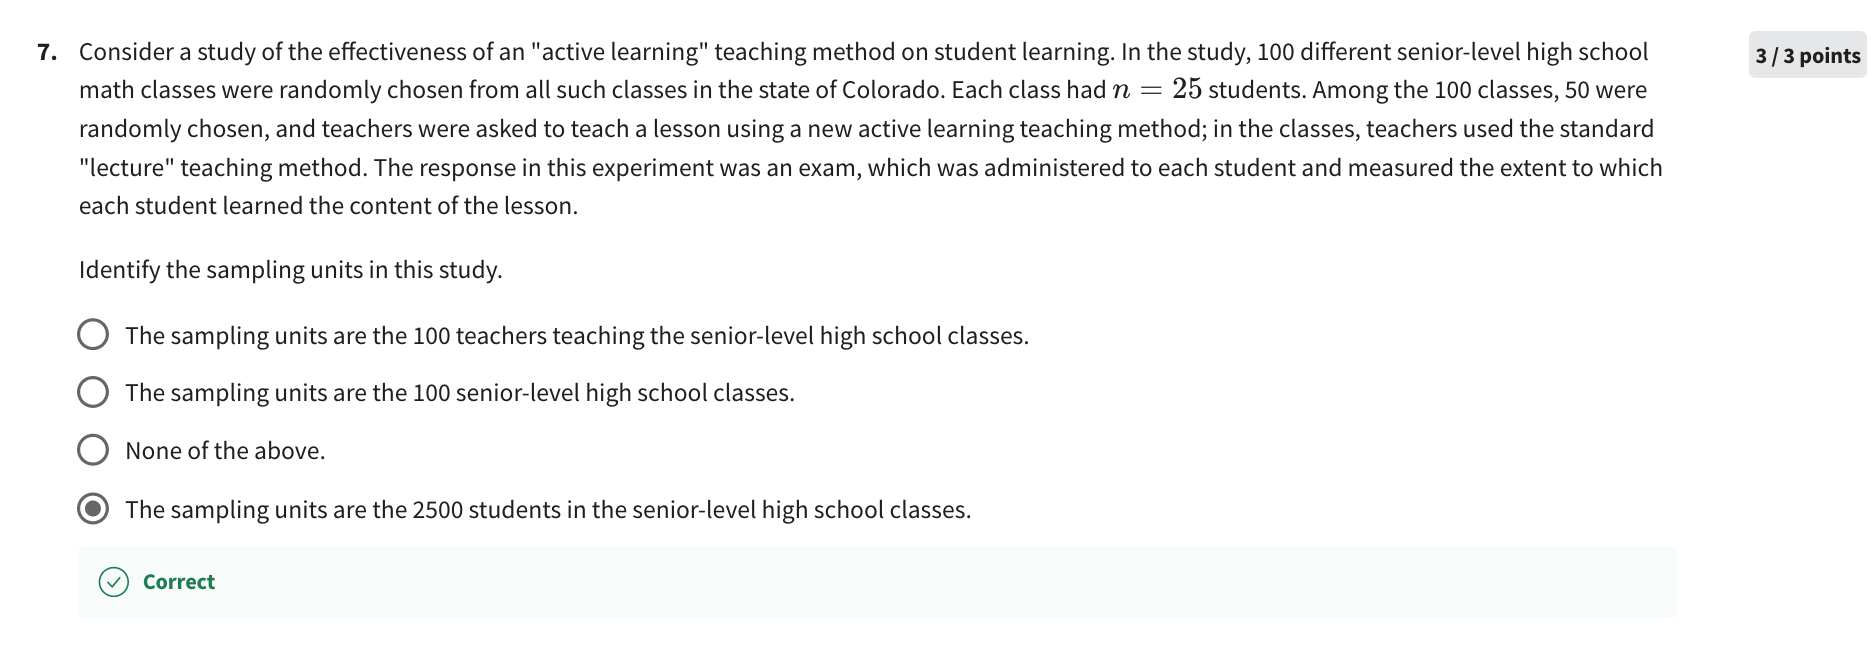 7. Consider a study of the effectiveness of an "active learning" teaching method on student learning. In the study, 100 different senior-level high school
3 / 3 points
math classes were randomly chosen from all such classes in the state of Colorado. Each class had n = 25 students. Among the 100 classes, 50 were
randomly chosen, and teachers were asked to teach a lesson using a new active learning teaching method; in the classes, teachers used the standard
"lecture" teaching method. The response in this experiment was an exam, which was administered to each student and measured the extent to which
each student learned the content of the lesson.
Identify the sampling units in this study.
The sampling units are the 100 teachers teaching the senior-level high school classes.
The sampling units are the 100 senior-level high school classes.
None of the above.
The sampling units are the 2500 students in the senior-level high school classes.
Correct